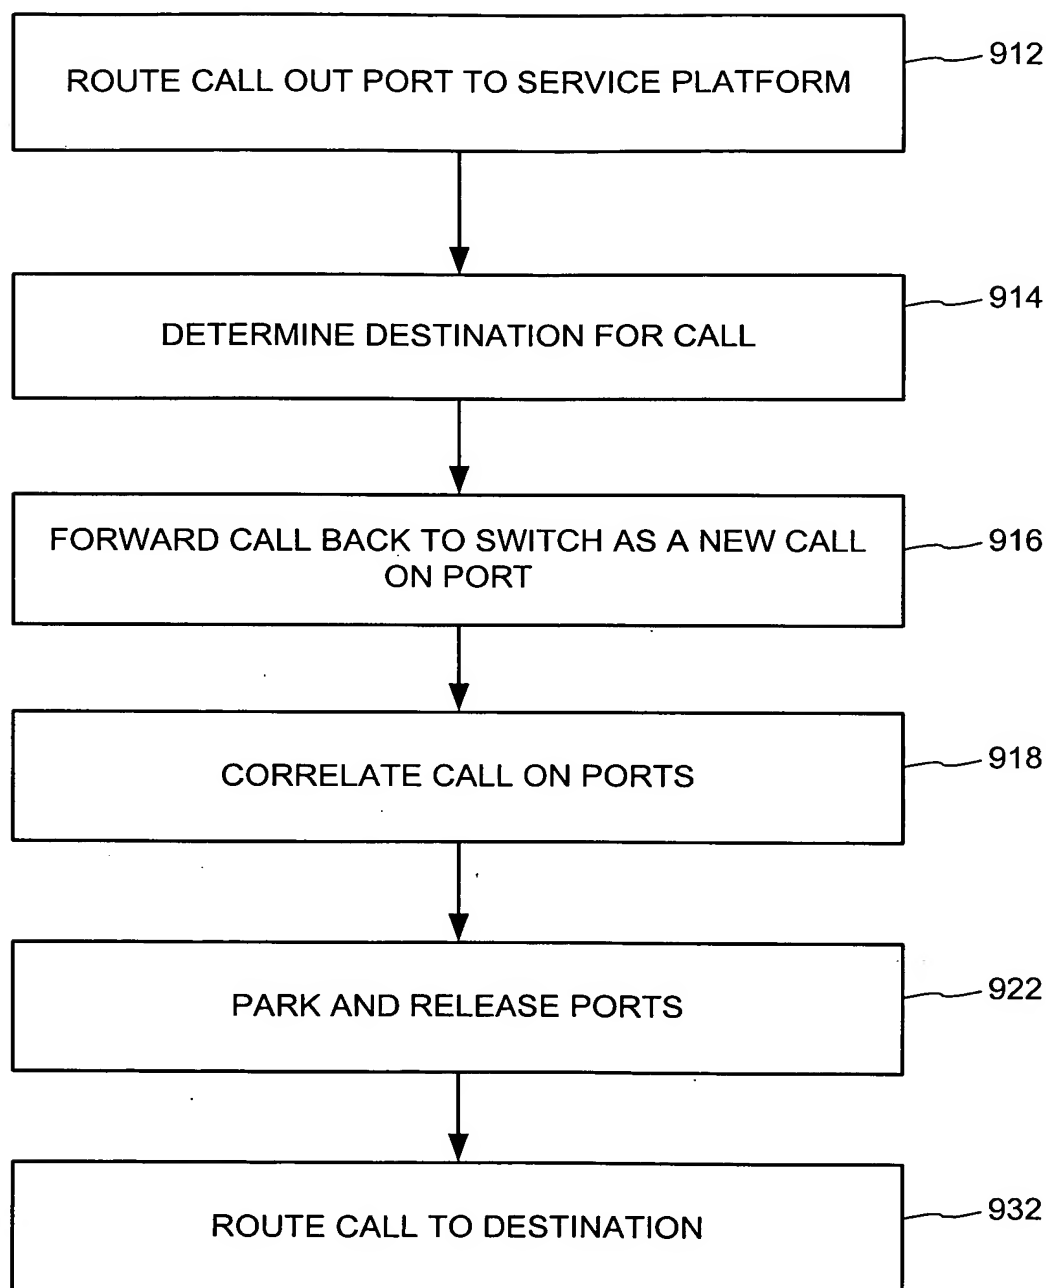 ROUTE CALL OUT PORT TO SERVICE PLATFORM
912
DETERMINE DESTINATION FOR CALL
914
FORWARD CALL BACK TO SWITCH AS A NEW CALL
ON PORT
916
CORRELATE CALL ON PORTS
918
PARK AND RELEASE PORTS
922
ROUTE CALL TO DESTINATION
932